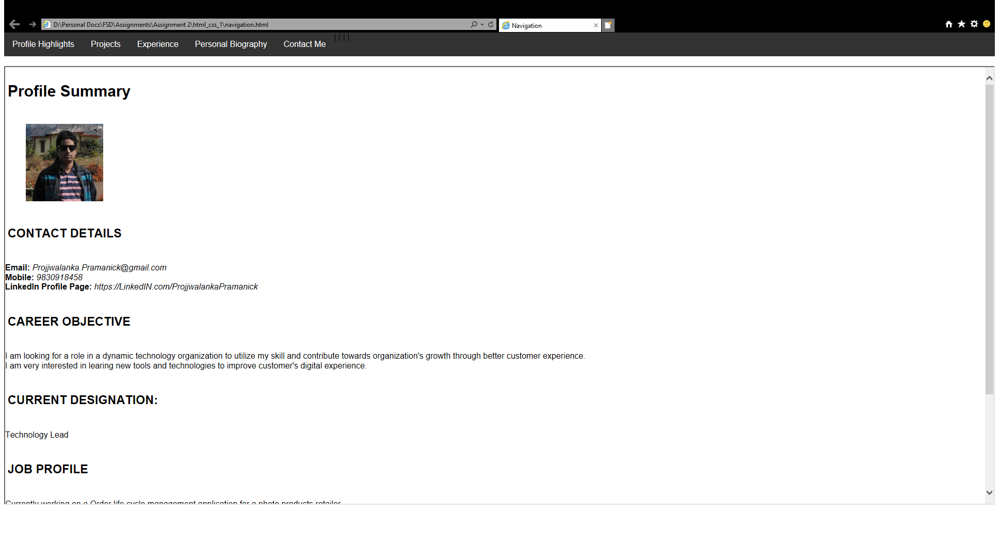 D:\Personal Docs\FSD\Assignments\Assignment 2\html_css_1\navigation.html
Navigation
Profile Highlights Projects Experience Personal Biography Contact Me | | | |
Profile Summary
CONTACT DETAILS
Email: Projjwalanka.Pramanick@gmail.com
Mobile: 9830918458
LinkedIn Profile Page: https://LinkedIN.com/ProjjwalankaPramanick
CAREER OBJECTIVE
I am looking for a role in a dynamic technology organization to utilize my skill and contribute towards organization's growth through better customer experience.
I am very interested in learing new tools and technologies to improve customer's digital experience.
CURRENT DESIGNATION:
Technology Lead
JOB PROFILE
Currently working on a Order life cycle management application for a photo products retailer